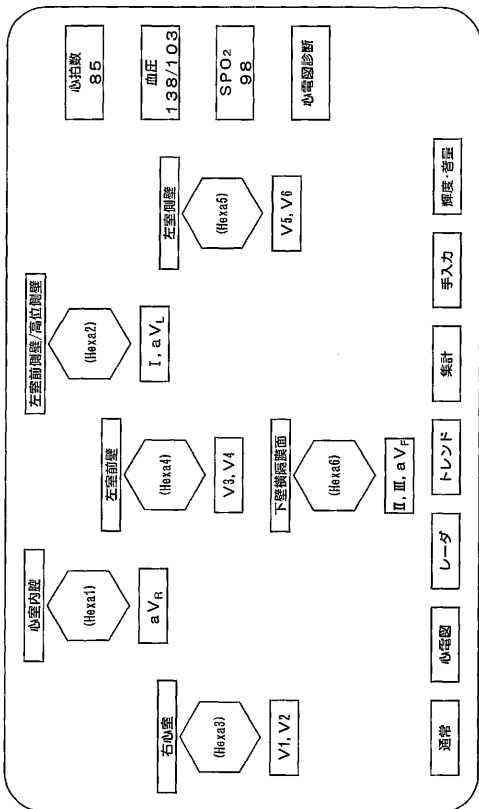 心室内腔
(Hexa1)
aVR
左室前側壁/高位側壁
(Hexa2)
I, aVL
心拍数
85
血圧
138/103
SPO2
98
心電図診断
右心室
(Hexa3)
V1, V2
左室前壁
(Hexa4)
V3, V4
左室側壁
(Hexa5)
V5, V6
下壁横隔膜面
(Hexa6)
II, III, aVF
通常
心電図
レーダ
トレンド
集計
手入力
輝度・音量